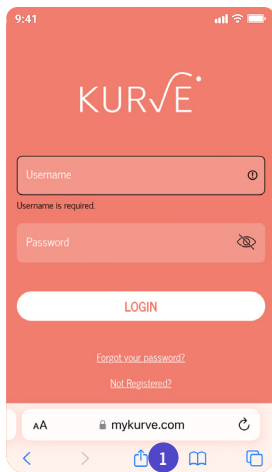 9:41
KURVE
Username
Username is required.
Password
LOGIN
Forgot your password?
Not Registered?
AA mykurve.com
1